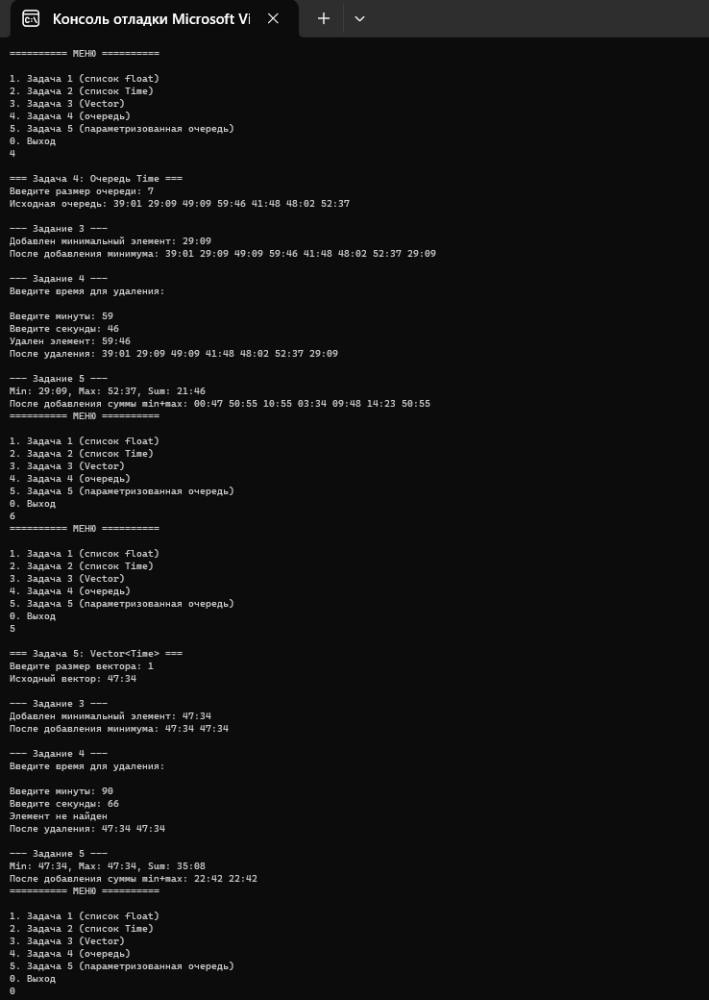 Консоль отладки Microsoft Vi
========== МЕНЮ ==========
1. Задача 1 (список float)
2. Задача 2 (список Time)
3. Задача 3 (Vector)
4. Задача 4 (очередь)
5. Задача 5 (параметризованная очередь)
0. Выход
4
=== Задача 4: Очередь Time ===
Введите размер очереди: 7
Исходная очередь: 39:01 29:09 49:09 59:46 41:48 48:02 52:37
--- Задание 3 ---
Добавлен минимальный элемент: 29:09
После добавления минимума: 39:01 29:09 49:09 59:46 41:48 48:02 52:37 29:09
--- Задание 4 ---
Введите время для удаления:
Введите минуты: 59
Введите секунды: 46
Удален элемент: 59:46
После удаления: 39:01 29:09 49:09 41:48 48:02 52:37 29:09
--- Задание 5 ---
Min: 29:09, Max: 52:37, Sum: 21:46
После добавления суммы min+max: 00:47 50:55 10:55 03:34 09:48 14:23 50:55
========== МЕНЮ ==========
1. Задача 1 (список float)
2. Задача 2 (список Time)
3. Задача 3 (Vector)
4. Задача 4 (очередь)
5. Задача 5 (параметризованная очередь)
0. Выход
6
========== МЕНЮ ==========
1. Задача 1 (список float)
2. Задача 2 (список Time)
3. Задача 3 (Vector)
4. Задача 4 (очередь)
5. Задача 5 (параметризованная очередь)
0. Выход
5
=== Задача 5: Vector<Time> ===
Введите размер вектора: 1
Исходный вектор: 47:34
--- Задание 3 ---
Добавлен минимальный элемент: 47:34
После добавления минимума: 47:34 47:34
--- Задание 4 ---
Введите время для удаления:
Введите минуты: 90
Введите секунды: 66
Элемент не найден
После удаления: 47:34 47:34
--- Задание 5 ---
Min: 47:34, Max: 47:34, Sum: 35:08
После добавления суммы min+max: 22:42 22:42
========== МЕНЮ ==========
1. Задача 1 (список float)
2. Задача 2 (список Time)
3. Задача 3 (Vector)
4. Задача 4 (очередь)
5. Задача 5 (параметризованная очередь)
0. Выход
0